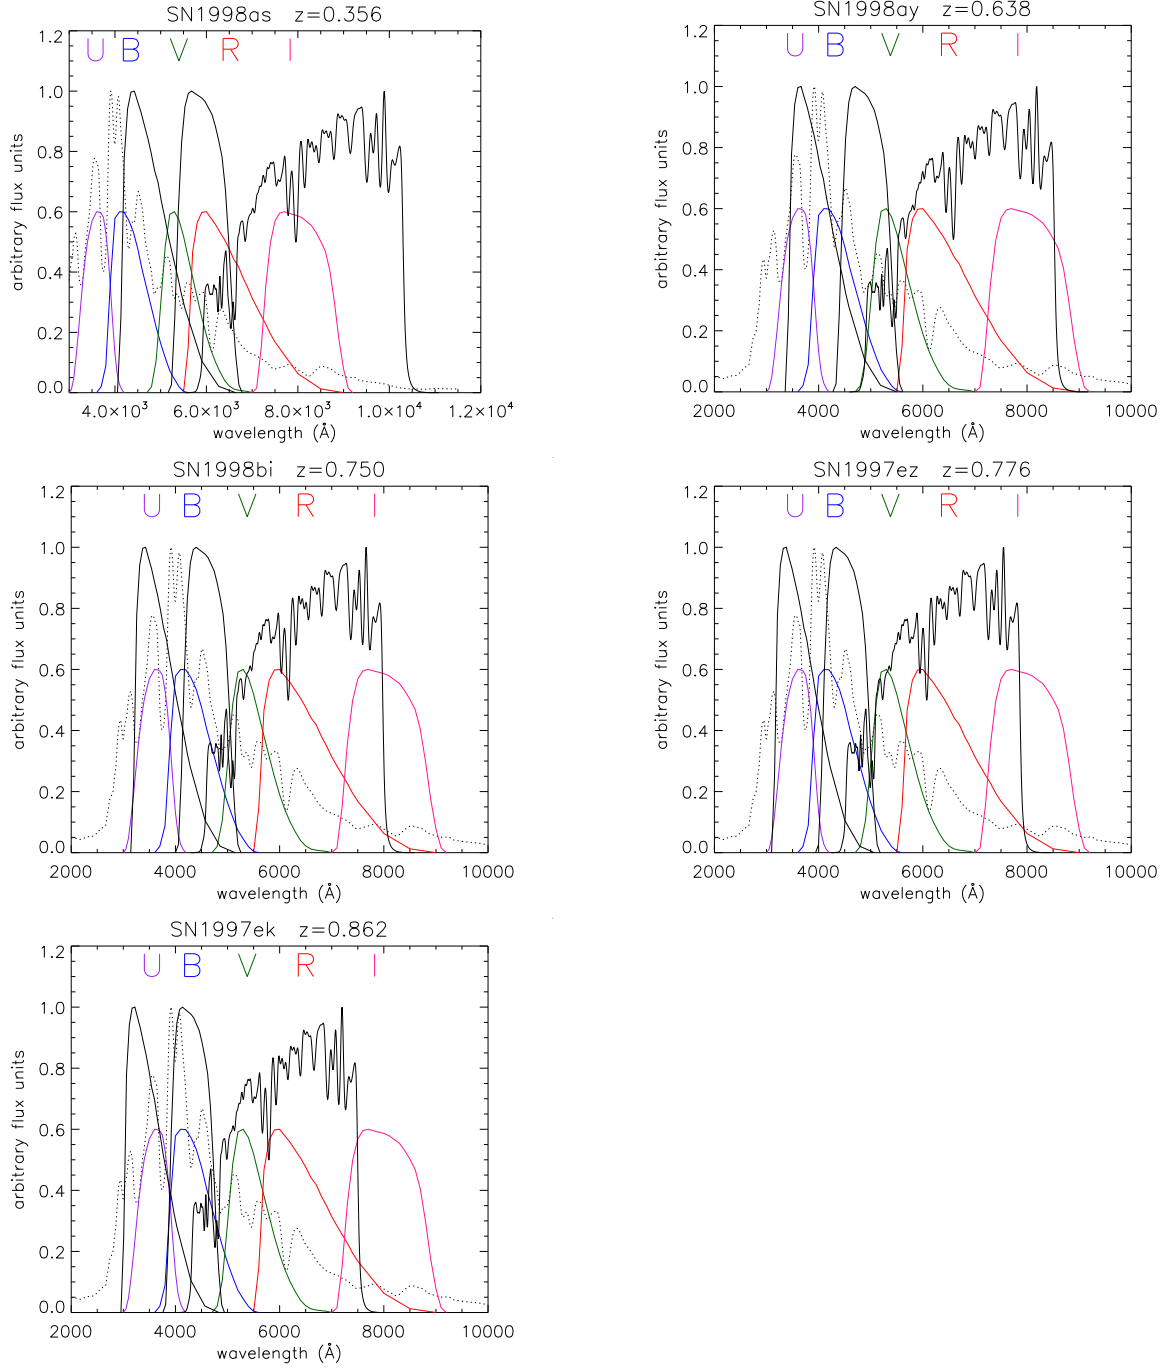 SN1998as z=0.356
U B V R I
1.2
1.0
0.8
0.6
0.4
0.2
0.0
arbitrary flux units
4.0×10³ 6.0×10³ 8.0×10³ 1.0×10⁴ 1.2×10⁴
wavelength (Å)
SN1998ay z=0.638
U B V R I
1.2
1.0
0.8
0.6
0.4
0.2
0.0
arbitrary flux units
2000 4000 6000 8000 10000
wavelength (Å)
SN1998bi z=0.750
U B V R I
1.2
1.0
0.8
0.6
0.4
0.2
0.0
arbitrary flux units
2000 4000 6000 8000 10000
wavelength (Å)
SN1997ez z=0.776
U B V R I
1.2
1.0
0.8
0.6
0.4
0.2
0.0
arbitrary flux units
2000 4000 6000 8000 10000
wavelength (Å)
SN1997ek z=0.862
U B V R I
1.2
1.0
0.8
0.6
0.4
0.2
0.0
arbitrary flux units
2000 4000 6000 8000 10000
wavelength (Å)